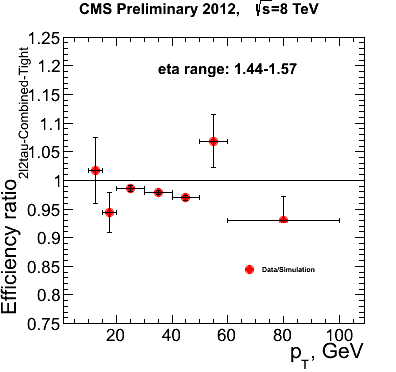 CMS Preliminary 2012, √s=8 TeV
eta range: 1.44-1.57
Efficiency ratio 2l2tau-Combined-Tight
1.25
1.2
1.15
1.1
1.05
1
0.95
0.9
0.85
0.8
0.75
Data/Simulation
20 40 60 80 100
p_T, GeV